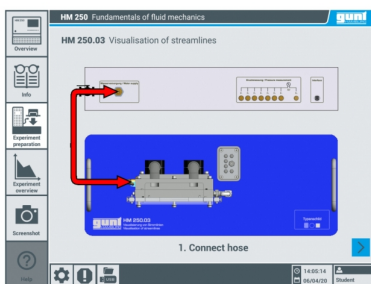 HM 250 Fundamentals of fluid mechanics
gunt
HM 250.03 Visualisation of streamlines
Overview
Info
Experiment
preparation
Experiment
overview
Screenshot
Help
gunt
HM 250.03
1. Connect hose
14:05:14
06/04/20
Student